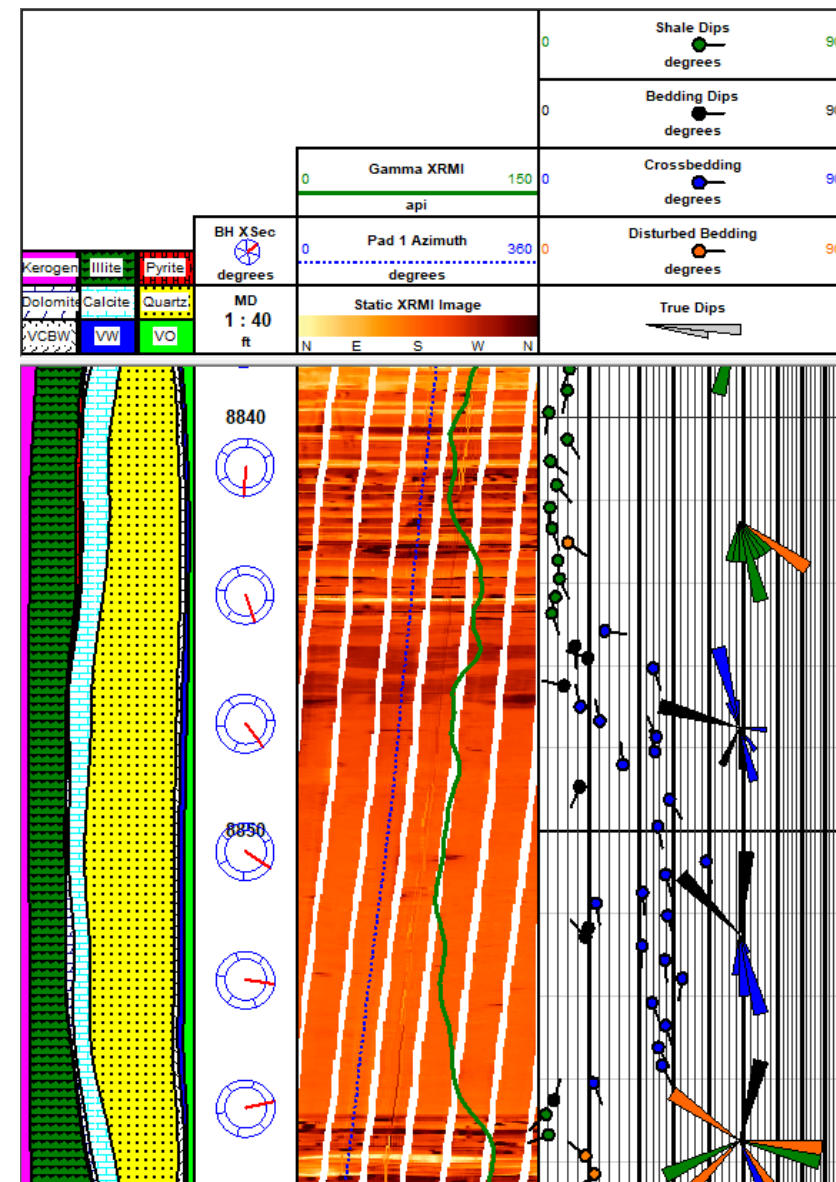 Shale Dips
0 90
degrees
Bedding Dips
0 90
degrees
Gamma XRMI
0 150
api
Crossbedding
0 90
degrees
BH XSec
degrees
Pad 1 Azimuth
0 360
degrees
Disturbed Bedding
0 90
degrees
Kerogen Illite Pyrite
Dolomite Calcite Quartz
VCBW VW VO
MD
1 : 40
ft
Static XRMI Image
N E S W N
True Dips
8840
8850